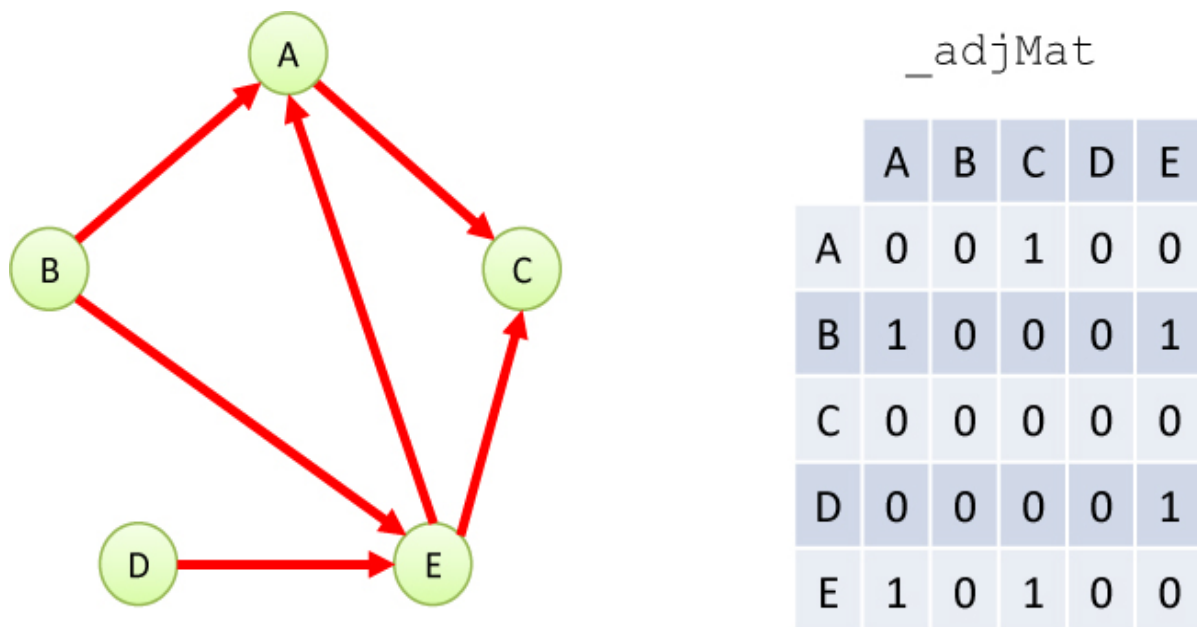 A
B
C
D
E
_adjMat
A B C D E
A 0 0 1 0 0
B 1 0 0 0 1
C 0 0 0 0 0
D 0 0 0 0 1
E 1 0 1 0 0